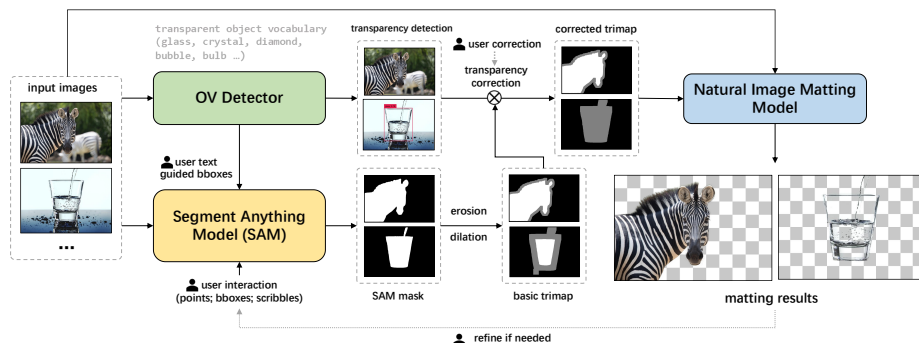 transparent object vocabulary
(glass, crystal, diamond,
bubble, bulb …)
transparency detection
user correction
corrected trimap
input images
OV Detector
transparency
correction
Natural Image Matting
Model
user text
guided bboxes
Segment Anything
Model (SAM)
erosion
dilation
...
user interaction
(points; bboxes; scribbles)
SAM mask
basic trimap
matting results
refine if needed